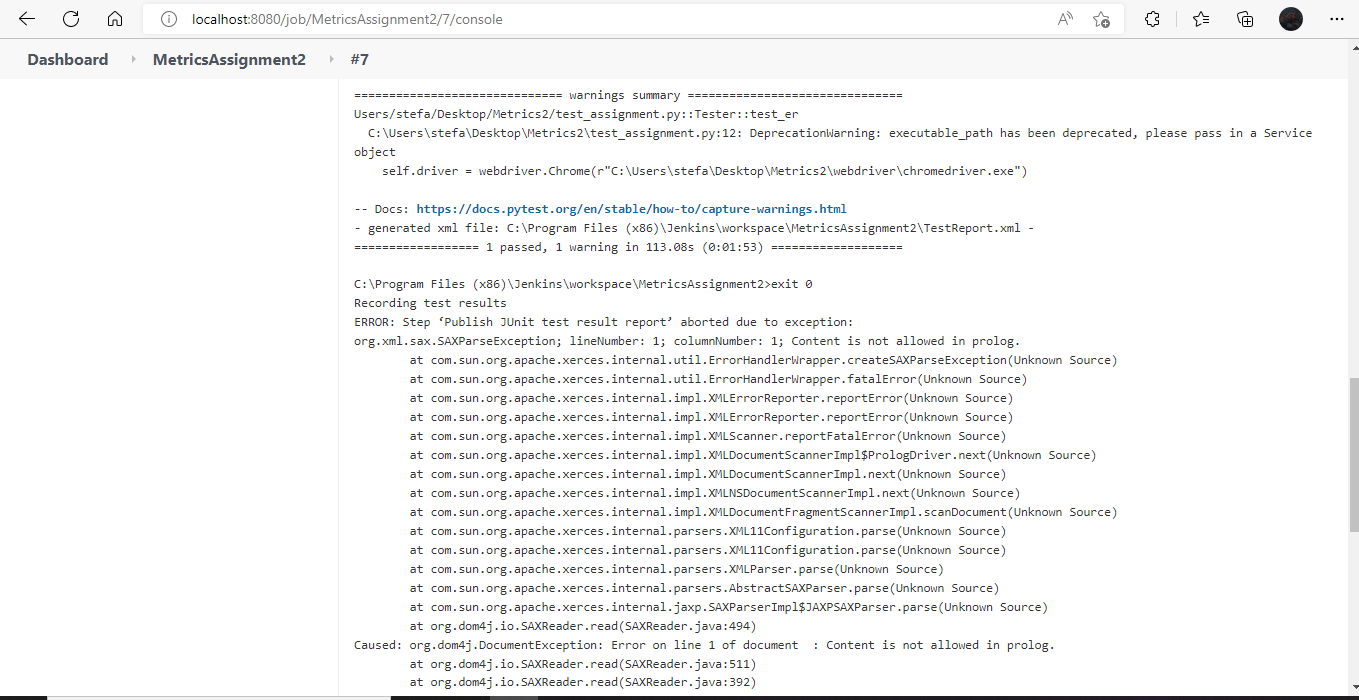 localhost:8080/job/MetricsAssignment2/7/console
Dashboard MetricsAssignment2 #7
============================== warnings summary ===============================
Users/stefa/Desktop/Metrics2/test_assignment.py::Tester::test_er
C:\Users\stefa\Desktop\Metrics2\test_assignment.py:12: DeprecationWarning: executable_path has been deprecated, please pass in a Service
object
self.driver = webdriver.Chrome(r"C:\Users\stefa\Desktop\Metrics2\webdriver\chromedriver.exe")
-- Docs: https://docs.pytest.org/en/stable/how-to/capture-warnings.html
- generated xml file: C:\Program Files (x86)\Jenkins\workspace\MetricsAssignment2\TestReport.xml -
================== 1 passed, 1 warning in 113.08s (0:01:53) ===================
C:\Program Files (x86)\Jenkins\workspace\MetricsAssignment2>exit 0
Recording test results
ERROR: Step ‘Publish JUnit test result report’ aborted due to exception:
org.xml.sax.SAXParseException; lineNumber: 1; columnNumber: 1; Content is not allowed in prolog.
at com.sun.org.apache.xerces.internal.util.ErrorHandlerWrapper.createSAXParseException(Unknown Source)
at com.sun.org.apache.xerces.internal.util.ErrorHandlerWrapper.fatalError(Unknown Source)
at com.sun.org.apache.xerces.internal.impl.XMLErrorReporter.reportError(Unknown Source)
at com.sun.org.apache.xerces.internal.impl.XMLErrorReporter.reportError(Unknown Source)
at com.sun.org.apache.xerces.internal.impl.XMLScanner.reportFatalError(Unknown Source)
at com.sun.org.apache.xerces.internal.impl.XMLDocumentScannerImpl$PrologDriver.next(Unknown Source)
at com.sun.org.apache.xerces.internal.impl.XMLDocumentScannerImpl.next(Unknown Source)
at com.sun.org.apache.xerces.internal.impl.XMLNSDocumentScannerImpl.next(Unknown Source)
at com.sun.org.apache.xerces.internal.impl.XMLDocumentFragmentScannerImpl.scanDocument(Unknown Source)
at com.sun.org.apache.xerces.internal.parsers.XML11Configuration.parse(Unknown Source)
at com.sun.org.apache.xerces.internal.parsers.XML11Configuration.parse(Unknown Source)
at com.sun.org.apache.xerces.internal.parsers.XMLParser.parse(Unknown Source)
at com.sun.org.apache.xerces.internal.parsers.AbstractSAXParser.parse(Unknown Source)
at com.sun.org.apache.xerces.internal.jaxp.SAXParserImpl$JAXPSAXParser.parse(Unknown Source)
at org.dom4j.io.SAXReader.read(SAXReader.java:494)
Caused: org.dom4j.DocumentException: Error on line 1 of document  : Content is not allowed in prolog.
at org.dom4j.io.SAXReader.read(SAXReader.java:511)
at org.dom4j.io.SAXReader.read(SAXReader.java:392)